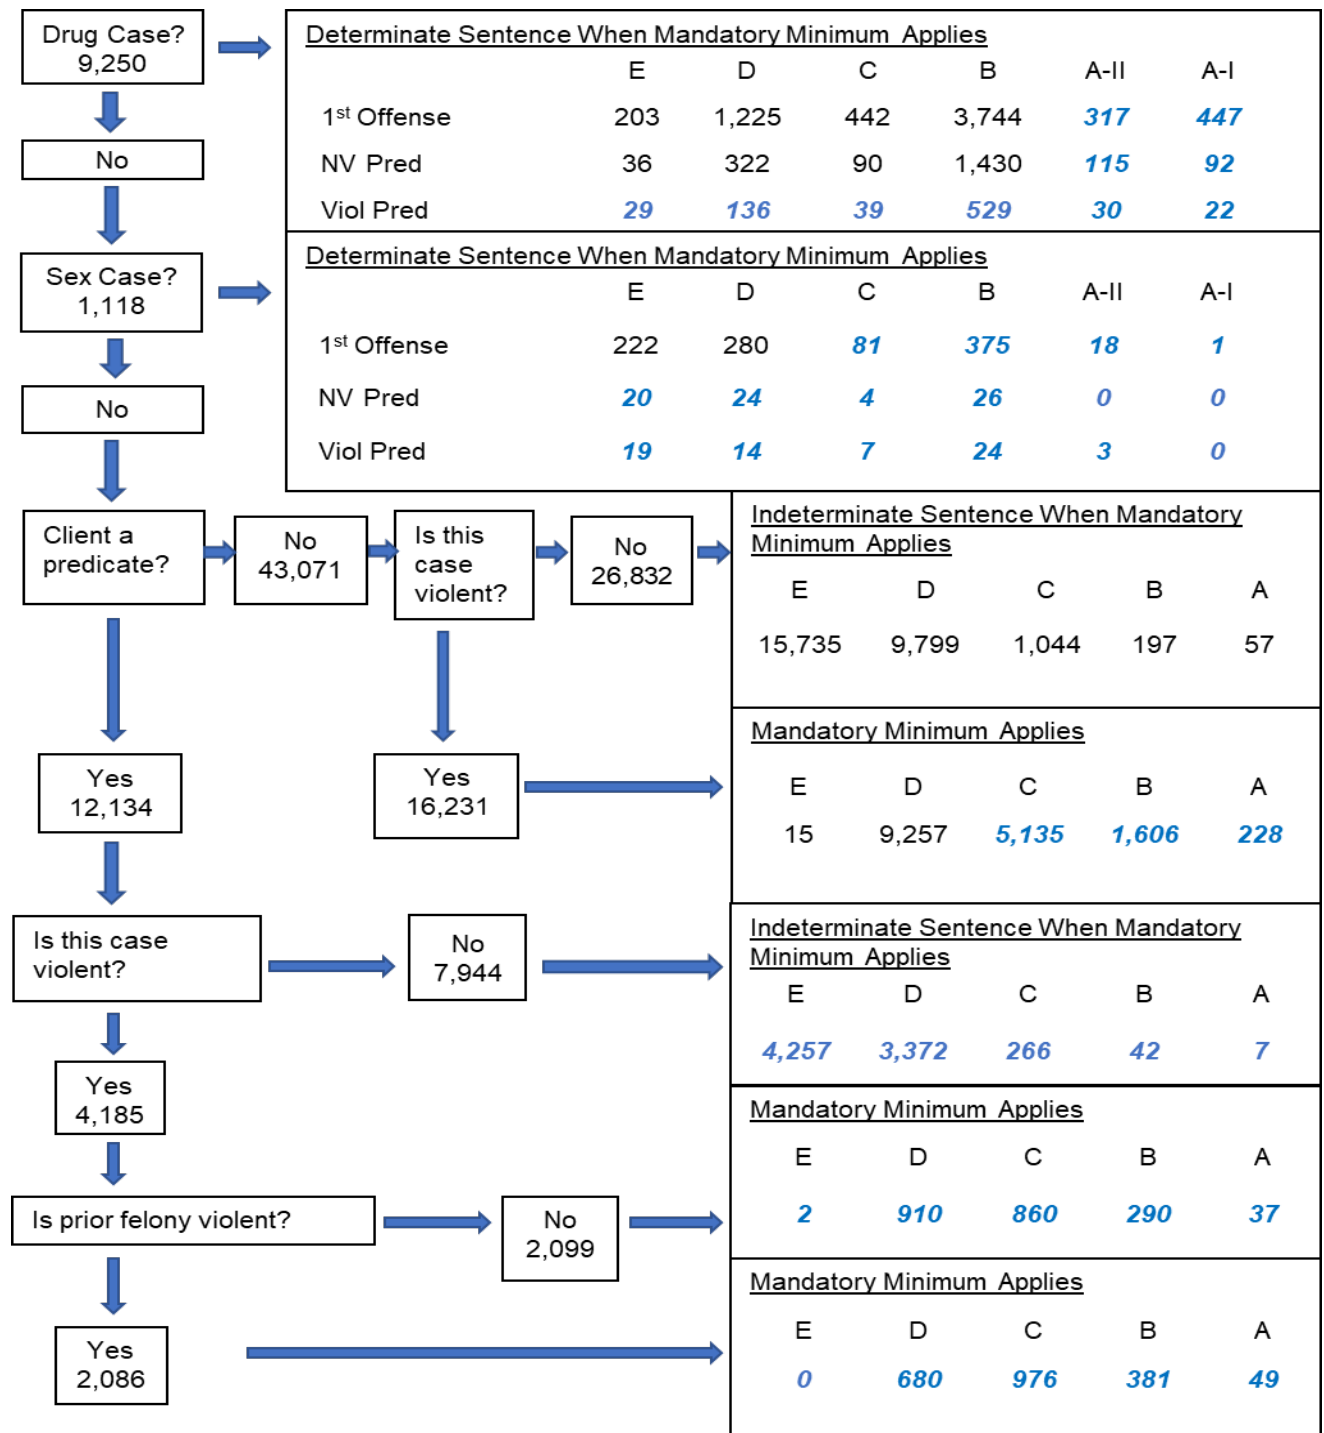 Drug Case?
9,250
Determinate Sentence When Mandatory Minimum Applies
E D C B A-II A-I
1st Offense 203 1,225 442 3,744 317 447
NV Pred 36 322 90 1,430 115 92
Viol Pred 29 136 39 529 30 22
No
Sex Case?
1,118
Determinate Sentence When Mandatory Minimum Applies
E D C B A-II A-I
1st Offense 222 280 81 375 18 1
NV Pred 20 24 4 26 0 0
Viol Pred 19 14 7 24 3 0
No
Client a
predicate?
No
43,071
Is this
case
violent?
No
26,832
Indeterminate Sentence When Mandatory
Minimum Applies
E D C B A
15,735 9,799 1,044 197 57
Yes
12,134
Yes
16,231
Mandatory Minimum Applies
E D C B A
15 9,257 5,135 1,606 228
Is this case
violent?
No
7,944
Indeterminate Sentence When Mandatory
Minimum Applies
E D C B A
4,257 3,372 266 42 7
Yes
4,185
Is prior felony violent?
No
2,099
Mandatory Minimum Applies
E D C B A
2 910 860 290 37
Yes
2,086
Mandatory Minimum Applies
E D C B A
0 680 976 381 49